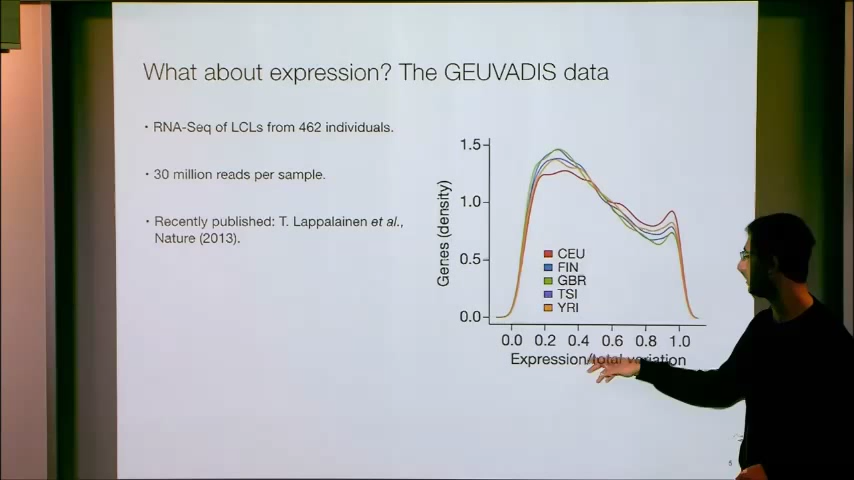 What about expression? The GEUVADIS data
• RNA-Seq of LCLs from 462 individuals.
• 30 million reads per sample.
• Recently published: T. Lappalainen et al.,
Nature (2013).
Genes (density)
1.5
1.0
0.5
0.0
CEU
FIN
GBR
TSI
YRI
0.0 0.2 0.4 0.6 0.8 1.0
Expression/total variation